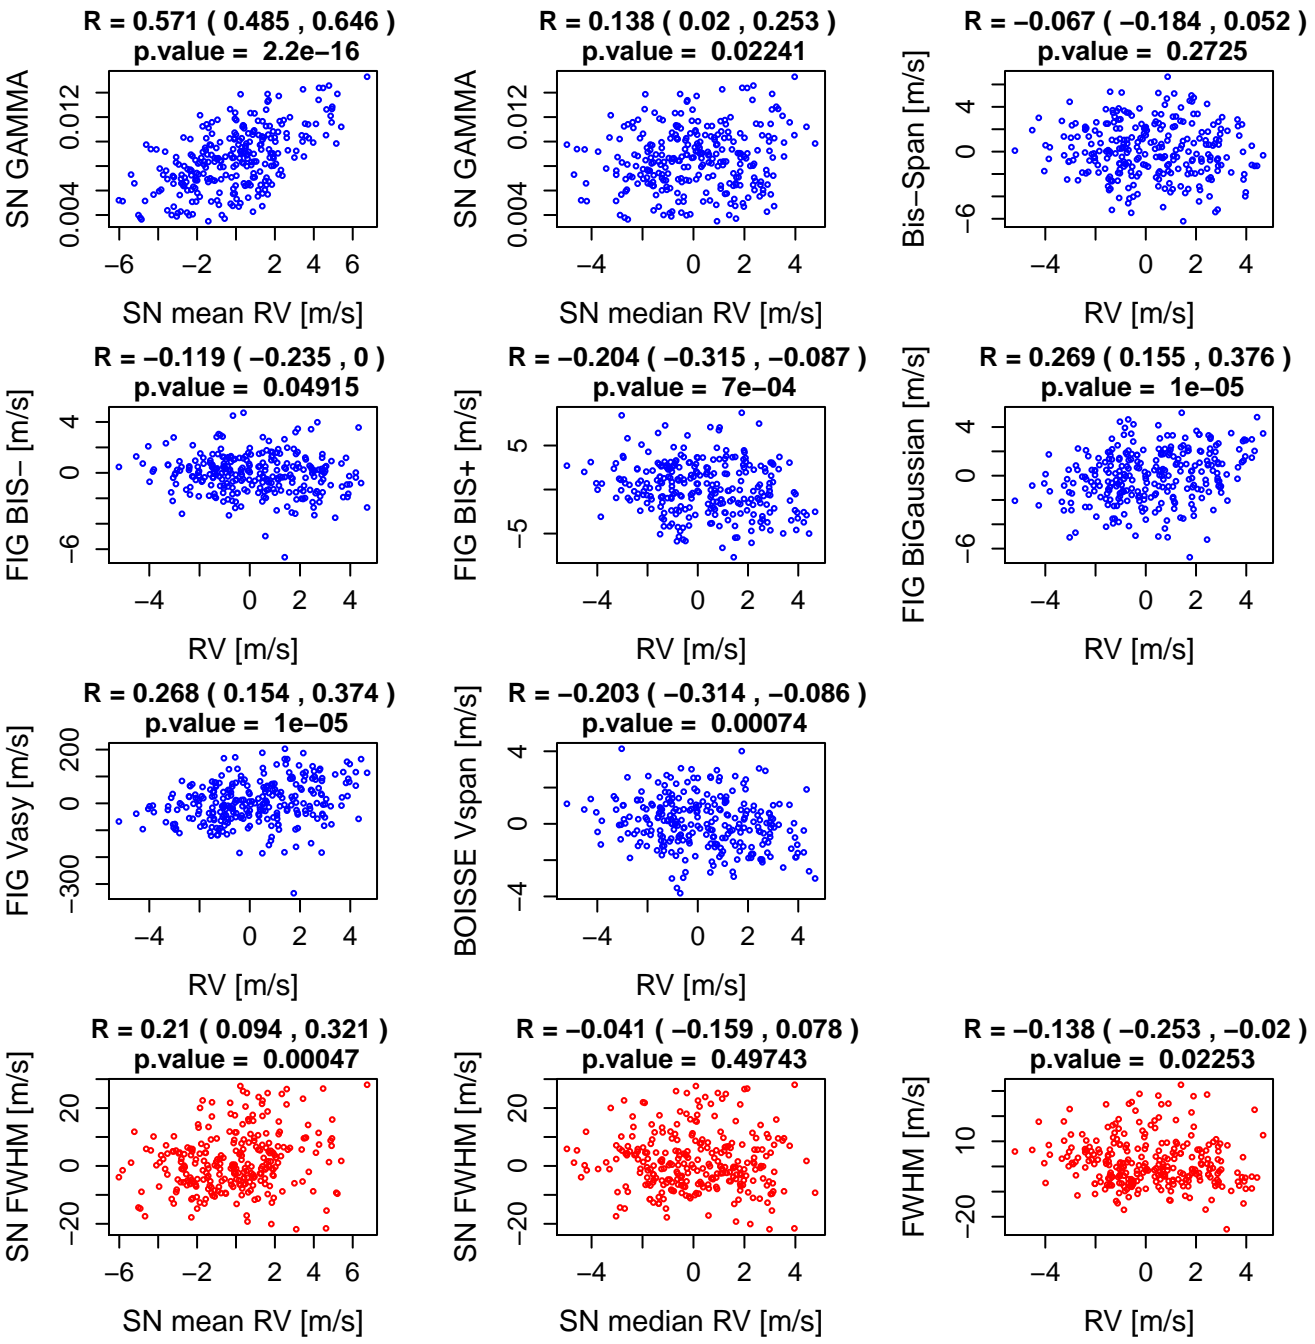 R = 0.571 ( 0.485 , 0.646 )
p.value = 2.2e−16
SN GAMMA
0.004 0.012
−6 −2 2 4 6
SN mean RV [m/s]
R = 0.138 ( 0.02 , 0.253 )
p.value = 0.02241
SN GAMMA
0.004 0.012
−4 0 2 4
SN median RV [m/s]
R = −0.067 ( −0.184 , 0.052 )
p.value = 0.2725
Bis−Span [m/s]
−6 0 4
−4 0 2 4
RV [m/s]
R = −0.119 ( −0.235 , 0 )
p.value = 0.04915
FIG BIS− [m/s]
−6 0 4
−4 0 2 4
RV [m/s]
R = −0.204 ( −0.315 , −0.087 )
p.value = 7e−04
FIG BIS+ [m/s]
−5 5
−4 0 2 4
RV [m/s]
R = 0.269 ( 0.155 , 0.376 )
p.value = 1e−05
FIG BiGaussian [m/s]
−6 0 4
−4 0 2 4
RV [m/s]
R = 0.268 ( 0.154 , 0.374 )
p.value = 1e−05
FIG Vasy [m/s]
−300 0 200
−4 0 2 4
RV [m/s]
R = −0.203 ( −0.314 , −0.086 )
p.value = 0.00074
BOISSE Vspan [m/s]
−4 0 4
−4 0 2 4
RV [m/s]
R = 0.21 ( 0.094 , 0.321 )
p.value = 0.00047
SN FWHM [m/s]
−20 0 20
−6 −2 2 4 6
SN mean RV [m/s]
R = −0.041 ( −0.159 , 0.078 )
p.value = 0.49743
SN FWHM [m/s]
−20 0 20
−4 0 2 4
SN median RV [m/s]
R = −0.138 ( −0.253 , −0.02 )
p.value = 0.02253
FWHM [m/s]
−20 10
−4 0 2 4
RV [m/s]